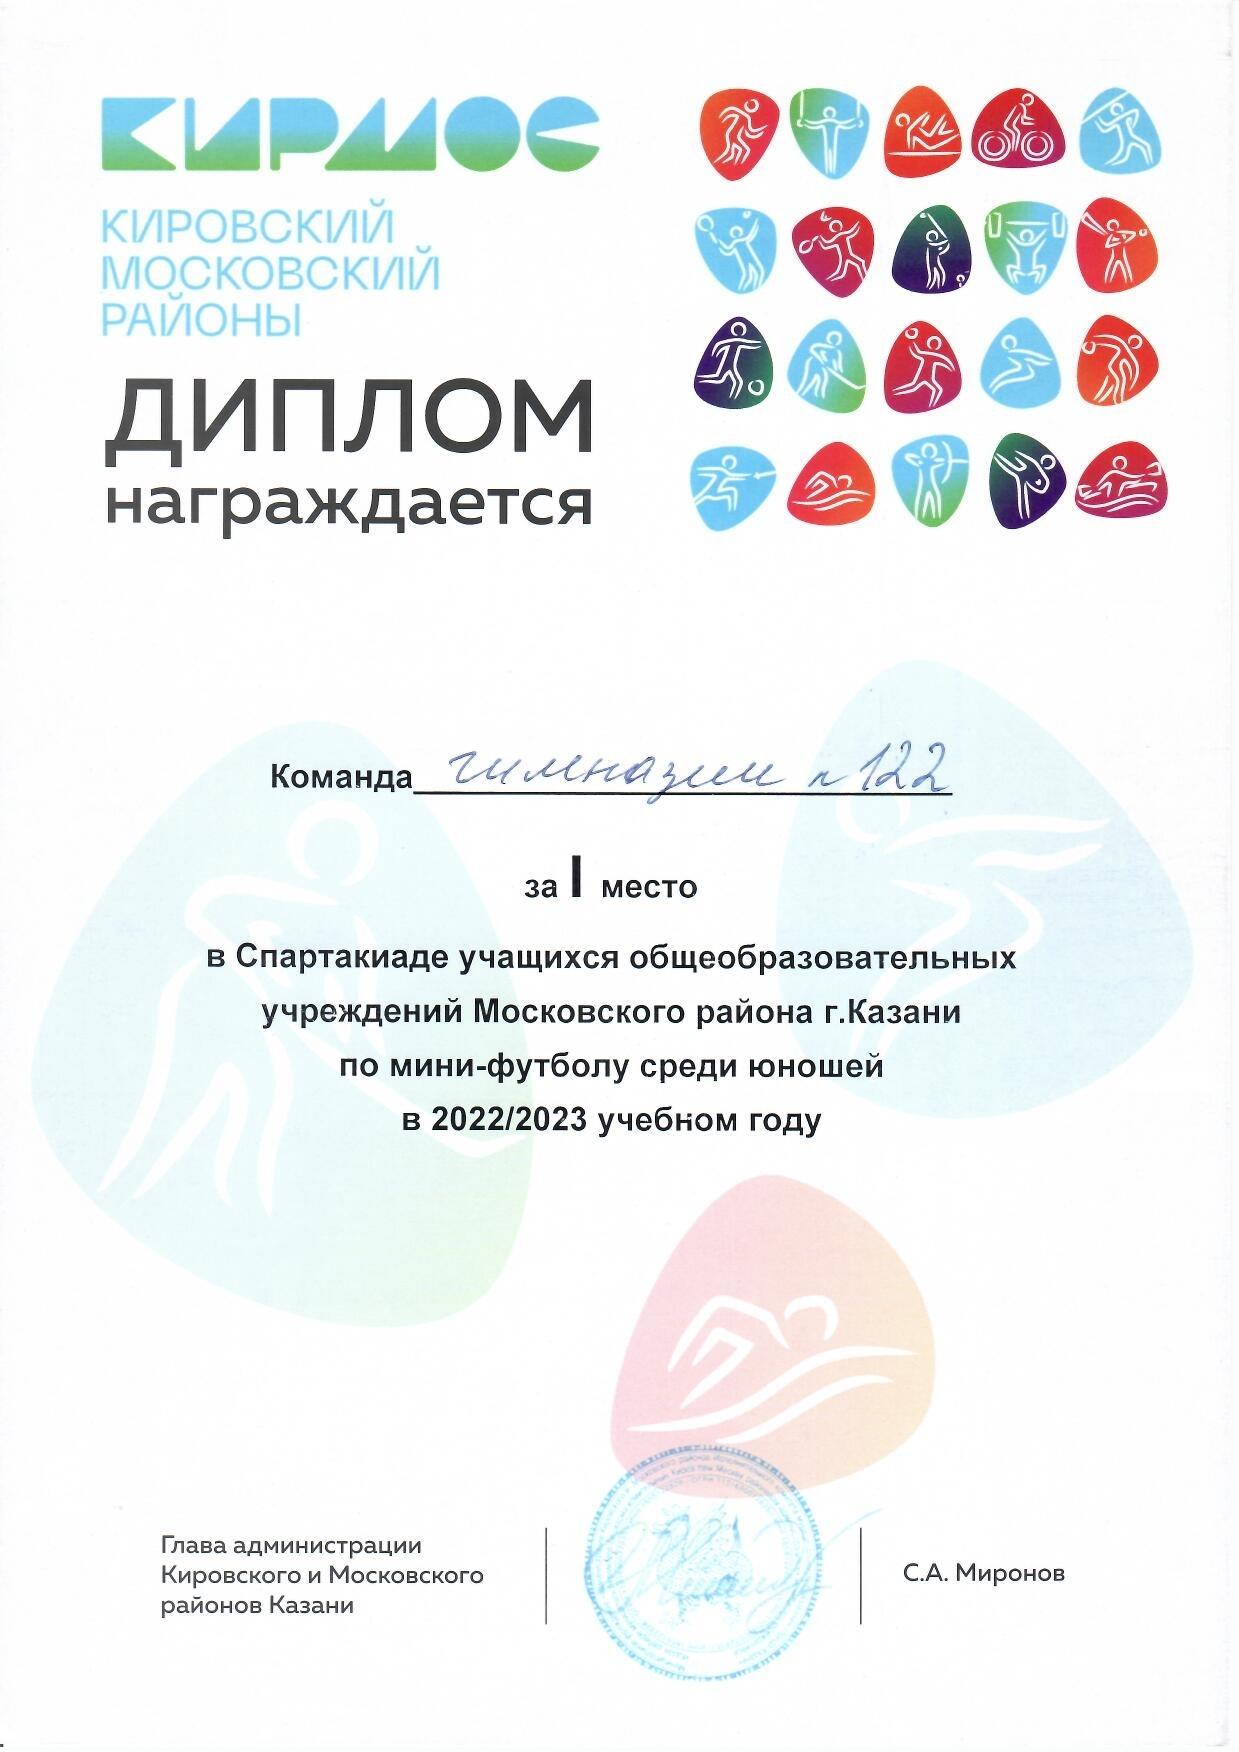 КИРМОС
КИРОВСКИЙ
МОСКОВСКИЙ
РАЙОНЫ
ДИПЛОМ
награждается
Команда гимназии n 122
за I место
в Спартакиаде учащихся общеобразовательных
учреждений Московского района г.Казани
по мини-футболу среди юношей
в 2022/2023 учебном году
Глава администрации
Кировского и Московского
районов Казани
С.А. Миронов